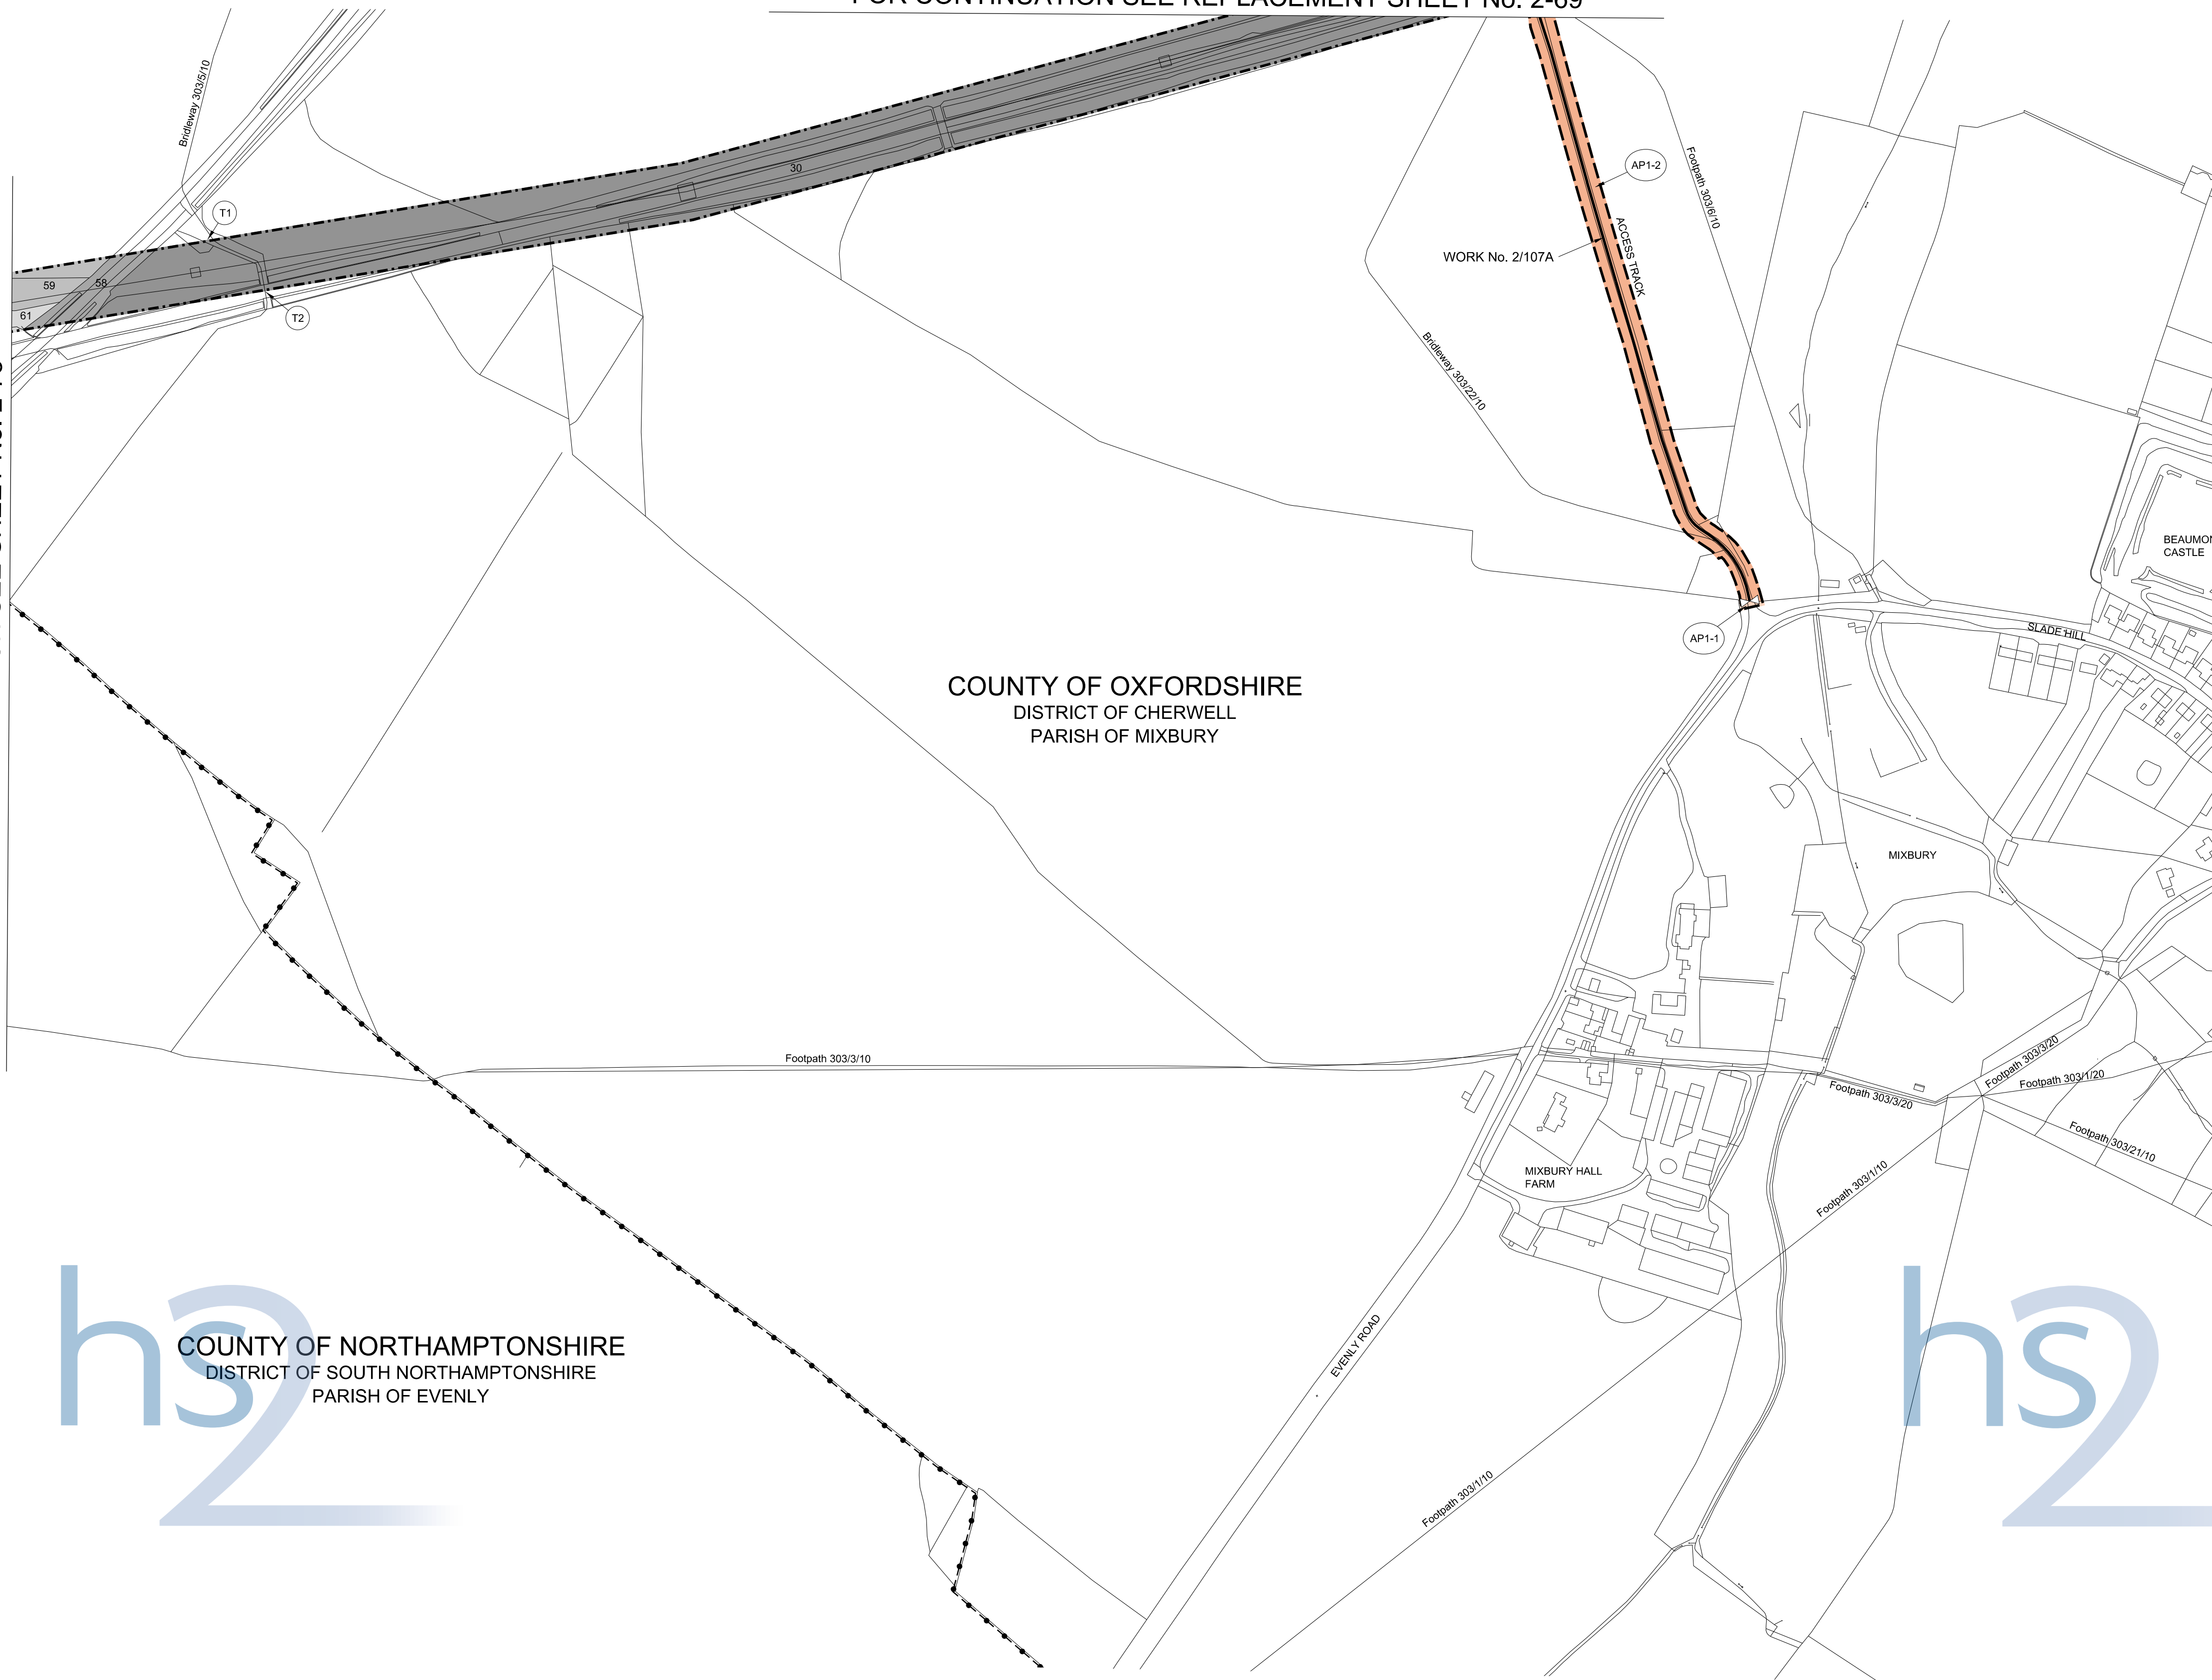 FOR CONTINUATION SEE REPLACEMENT SHEET No. 2-69
Bridleway 303/5/10
T1
T2
59
58
61
30
AP1-2
Footpath 303/6/10
WORK No. 2/107A
ACCESS TRACK
Bridleway 303/22/10
AP1-1
BEAUMON
CASTLE
SLADE HILL
COUNTY OF OXFORDSHIRE
DISTRICT OF CHERWELL
PARISH OF MIXBURY
MIXBURY
Footpath 303/3/10
Footpath 303/3/20
Footpath 303/3/20
Footpath 303/1/20
Footpath 303/21/10
MIXBURY HALL
FARM
Footpath 303/1/10
EVENLY ROAD
Footpath 303/1/10
COUNTY OF NORTHAMPTONSHIRE
DISTRICT OF SOUTH NORTHAMPTONSHIRE
PARISH OF EVENLY
hs2
hs2